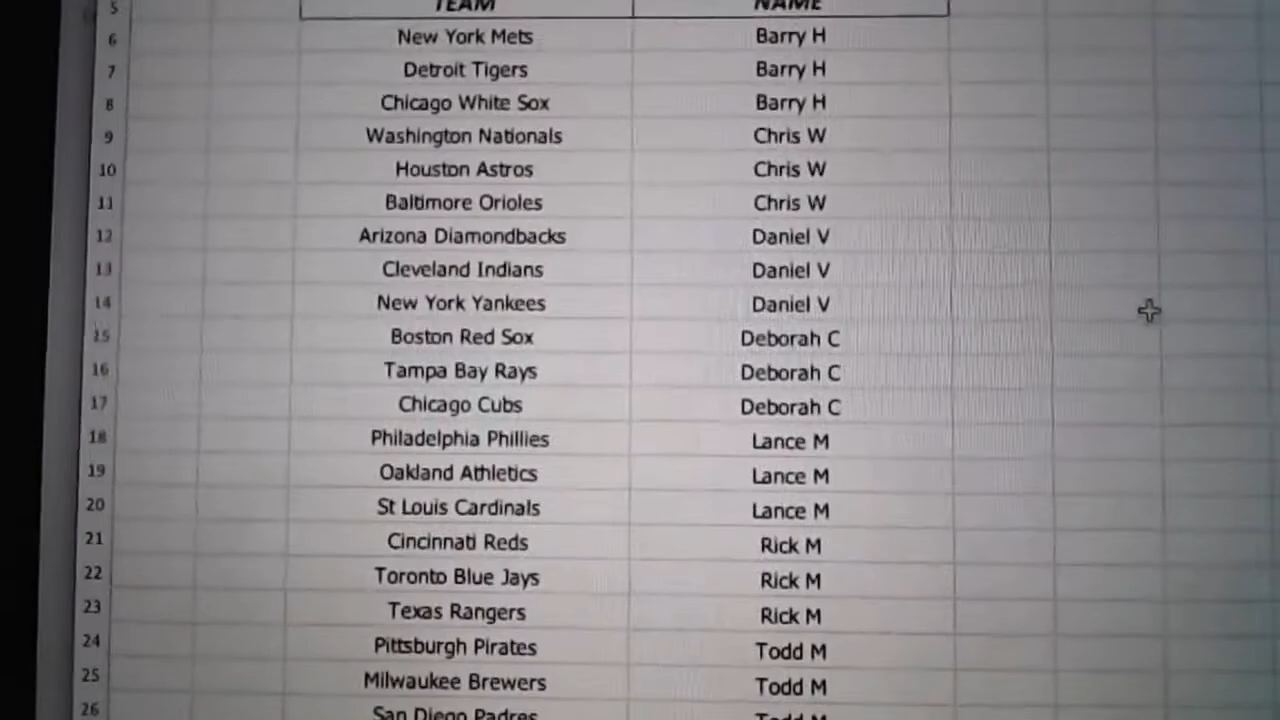 5 TEAM NAME
6 New York Mets Barry H
7 Detroit Tigers Barry H
8 Chicago White Sox Barry H
9 Washington Nationals Chris W
10 Houston Astros Chris W
11 Baltimore Orioles Chris W
12 Arizona Diamondbacks Daniel V
13 Cleveland Indians Daniel V
14 New York Yankees Daniel V
15 Boston Red Sox Deborah C
16 Tampa Bay Rays Deborah C
17 Chicago Cubs Deborah C
18 Philadelphia Phillies Lance M
19 Oakland Athletics Lance M
20 St Louis Cardinals Lance M
21 Cincinnati Reds Rick M
22 Toronto Blue Jays Rick M
23 Texas Rangers Rick M
24 Pittsburgh Pirates Todd M
25 Milwaukee Brewers Todd M
26 San Diego Padres Todd M